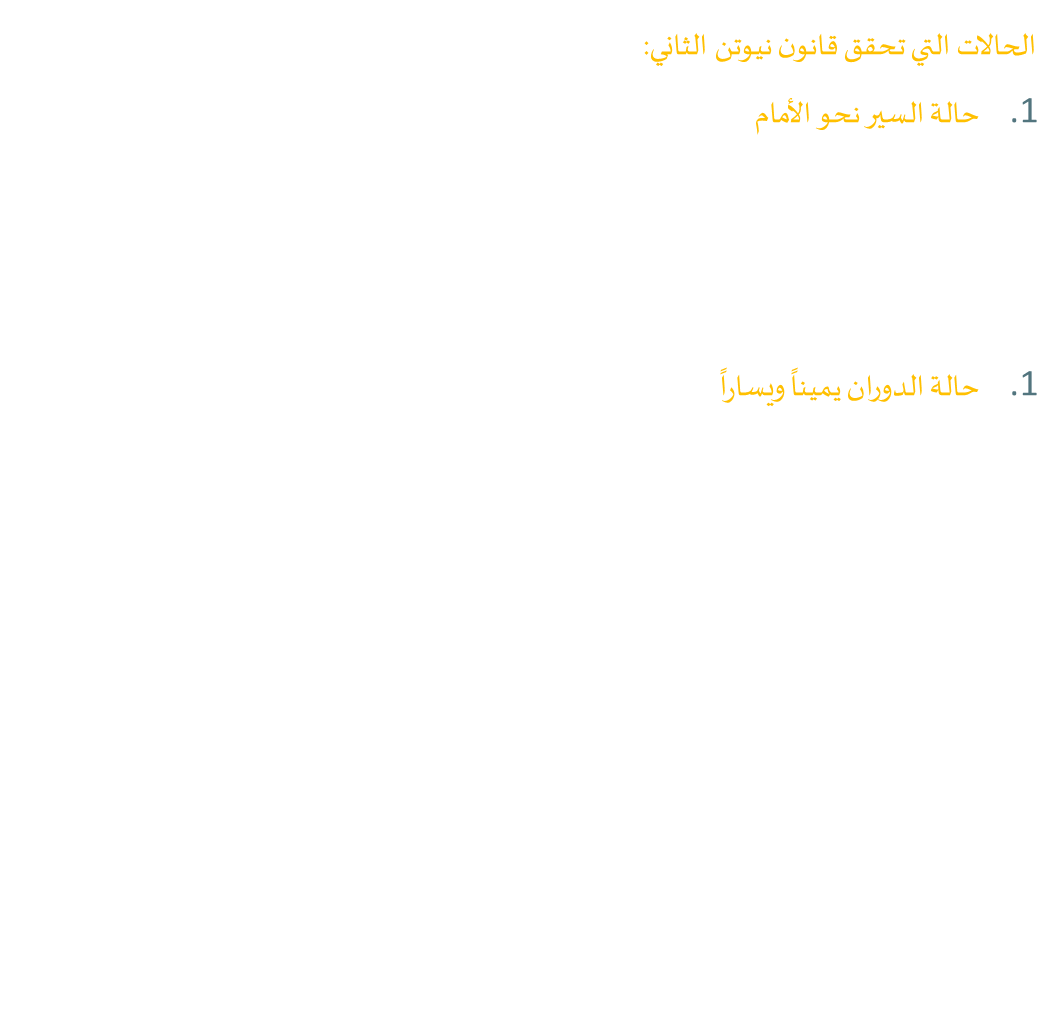 الحالات التي تحقق قانون نيوتن الثاني:
1. حالة السير نحو الأمام
1. حالة الدوران يميناً ويساراً